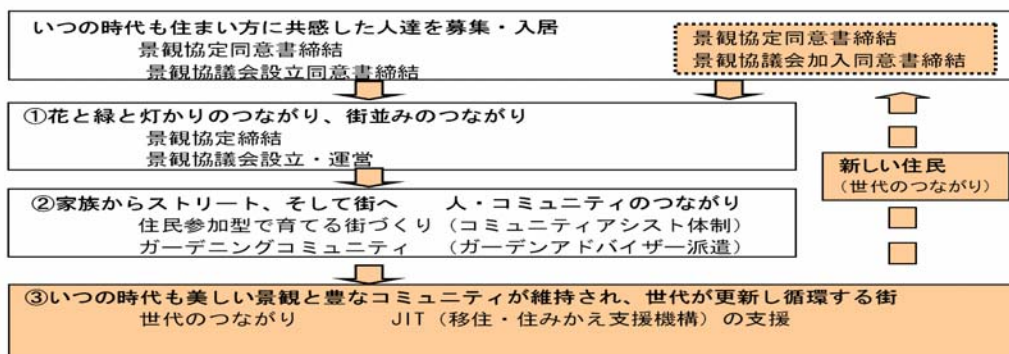 いつの時代も住まい方に共感した人達を募集・入居
景観協定同意書締結
景観協議会設立同意書締結
景観協定同意書締結
景観協議会加入同意書締結
①花と緑と灯かりのつながり、街並みのつながり
景観協定締結
景観協議会設立・運営
新しい住民
（世代のつながり）
②家族からストリート、そして街へ　人・コミュニティのつながり
住民参加型で育てる街づくり（コミュニティアシスト体制）
ガーデニングコミュニティ　（ガーデンアドバイザー派遣）
③いつの時代も美しい景観と豊なコミュニティが維持され、世代が更新し循環する街
世代のつながり　JIT（移住・住みかえ支援機構）の支援